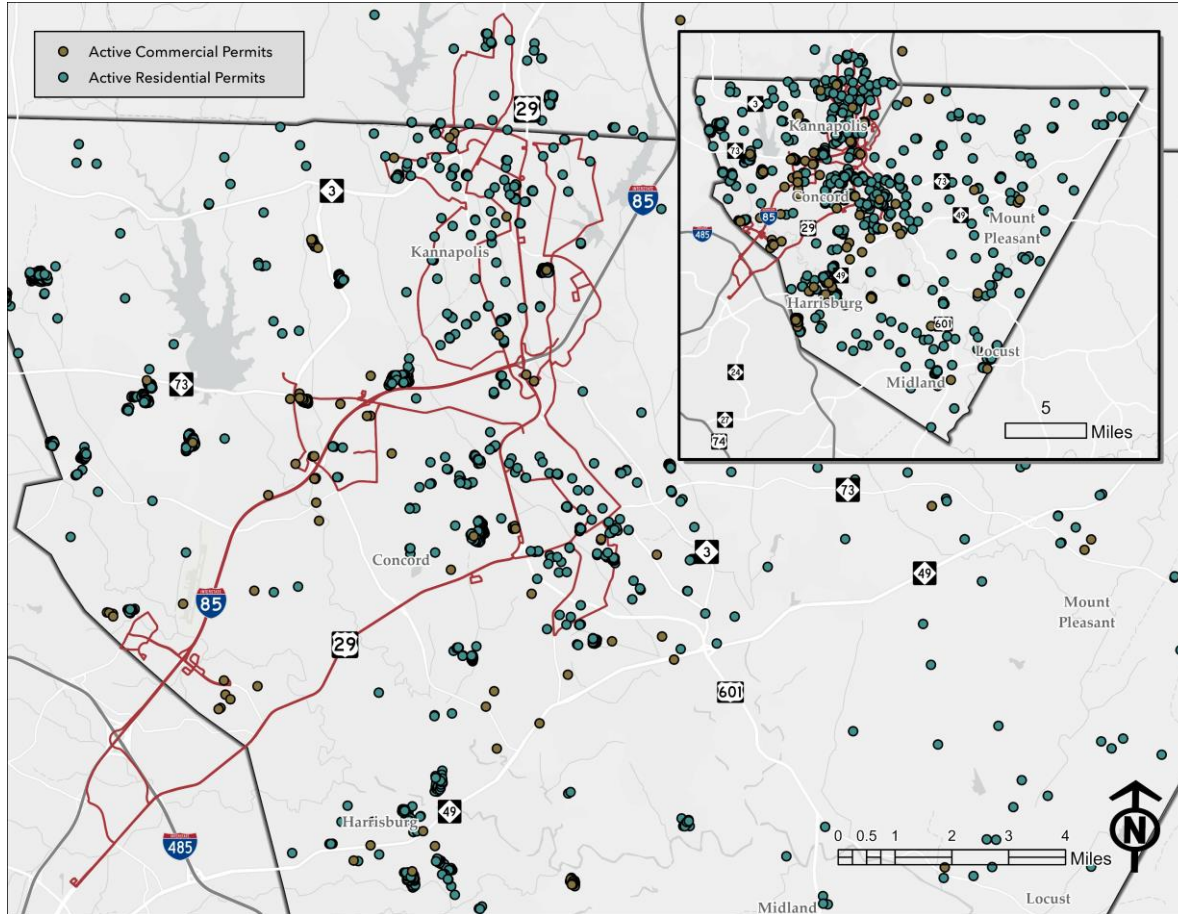 Active Commercial Permits
Active Residential Permits
29
3
85
Kannapolis
73
Concord
85
29
3
73
49
Mount
Pleasant
601
49
Harrisburg
485
Midland
Locust
0 0.5 1 2 3 4
Miles
N
3
Kannapolis
73
73
Concord
49
Mount
Pleasant
85
29
485
49
Harrisburg
601
Locust
Midland
24
27
74
5
Miles